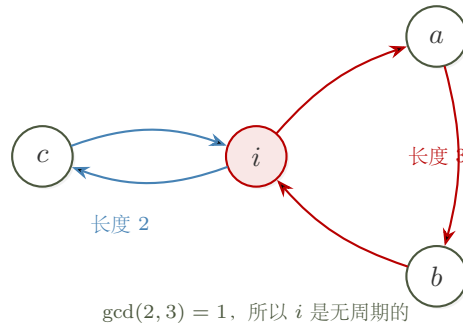 a
c
i
长度 3
长度 2
b
gcd(2, 3) = 1, 所以 i 是无周期的